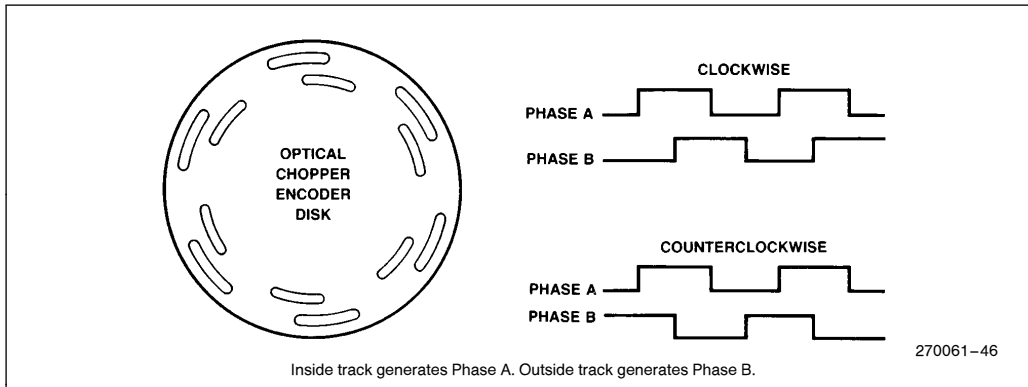 OPTICAL
CHOPPER
ENCODER
DISK
CLOCKWISE
PHASE A
PHASE B
COUNTERCLOCKWISE
PHASE A
PHASE B
270061–46
Inside track generates Phase A. Outside track generates Phase B.